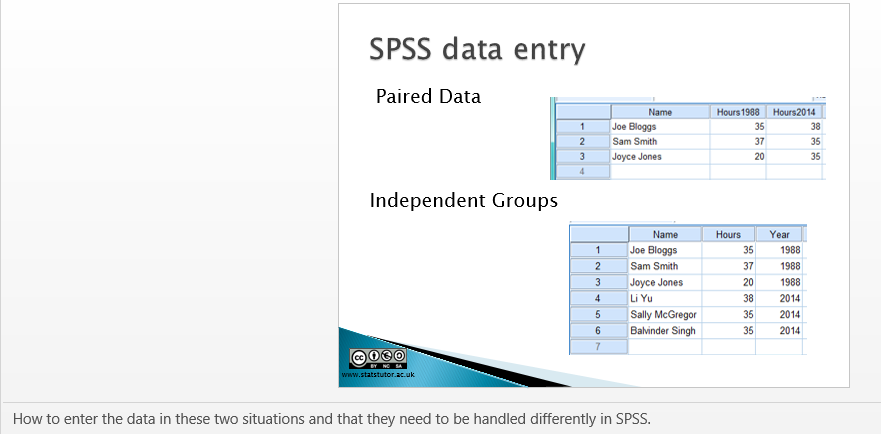 SPSS data entry
Paired Data
Name Hours1988 Hours2014
1 Joe Bloggs 35 38
2 Sam Smith 37 35
3 Joyce Jones 20 35
4
Independent Groups
Name Hours Year
1 Joe Bloggs 35 1988
2 Sam Smith 37 1988
3 Joyce Jones 20 1988
4 Li Yu 38 2014
5 Sally McGregor 35 2014
6 Balvinder Singh 35 2014
7
cc
BY NC SA
www.statstutor.ac.uk
How to enter the data in these two situations and that they need to be handled differently in SPSS.